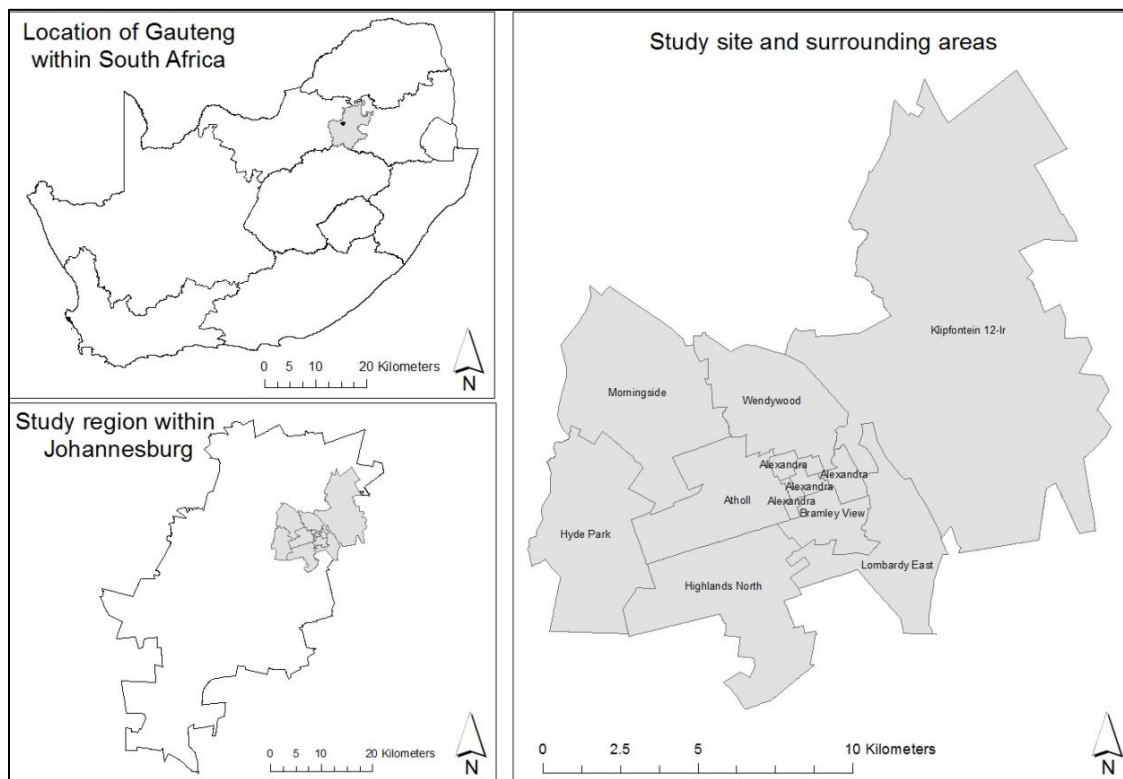 Location of Gauteng
within South Africa
0 5 10 20 Kilometers
N
Study region within
Johannesburg
0 5 10 20 Kilometers
N
Study site and surrounding areas
Klipfontein 12-Ir
Morningside
Wendywood
Alexandra
Alexandra
Alexandra
Atholl
Alexandra
Bramley View
Hyde Park
Lombardy East
Highlands North
0 2.5 5 10 Kilometers
N